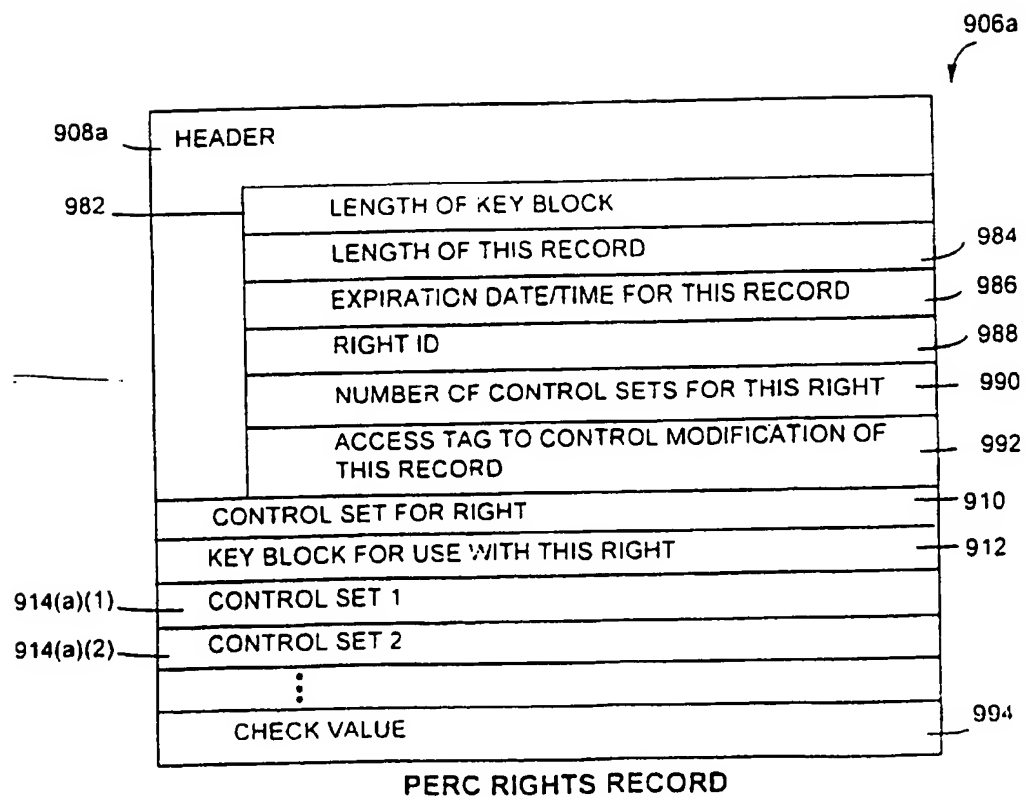 906a
908a HEADER
982 LENGTH OF KEY BLOCK
LENGTH OF THIS RECORD 984
EXPIRATION DATE/TIME FOR THIS RECORD 986
RIGHT ID 988
NUMBER CF CONTROL SETS FOR THIS RIGHT 990
ACCESS TAG TO CONTROL MODIFICATION OF 992
THIS RECORD
CONTROL SET FOR RIGHT 910
KEY BLOCK FOR USE WITH THIS RIGHT 912
914(a)(1) CONTROL SET 1
914(a)(2) CONTROL SET 2
CHECK VALUE 994
PERC RIGHTS RECORD